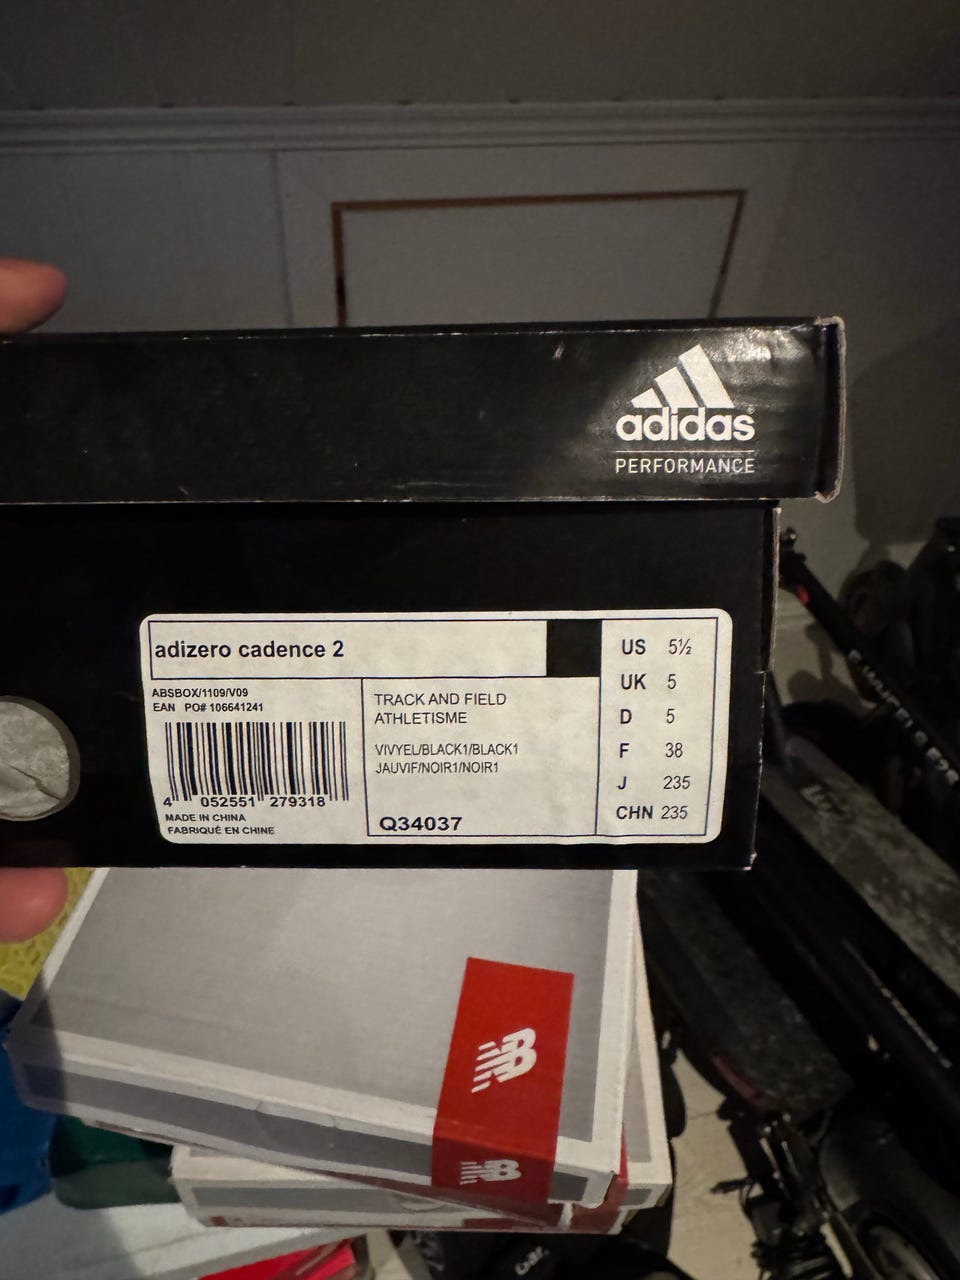 adidas
PERFORMANCE
adizero cadence 2
ABSBOX/1109/V09
EAN PO# 106641241
4 052551 279318
MADE IN CHINA
FABRIQUÉ EN CHINE
TRACK AND FIELD
ATHLETISME
VIVYEL/BLACK1/BLACK1
JAUVIF/NOIR1/NOIR1
Q34037
US 5½
UK 5
D 5
F 38
J 235
CHN 235
NB
NB